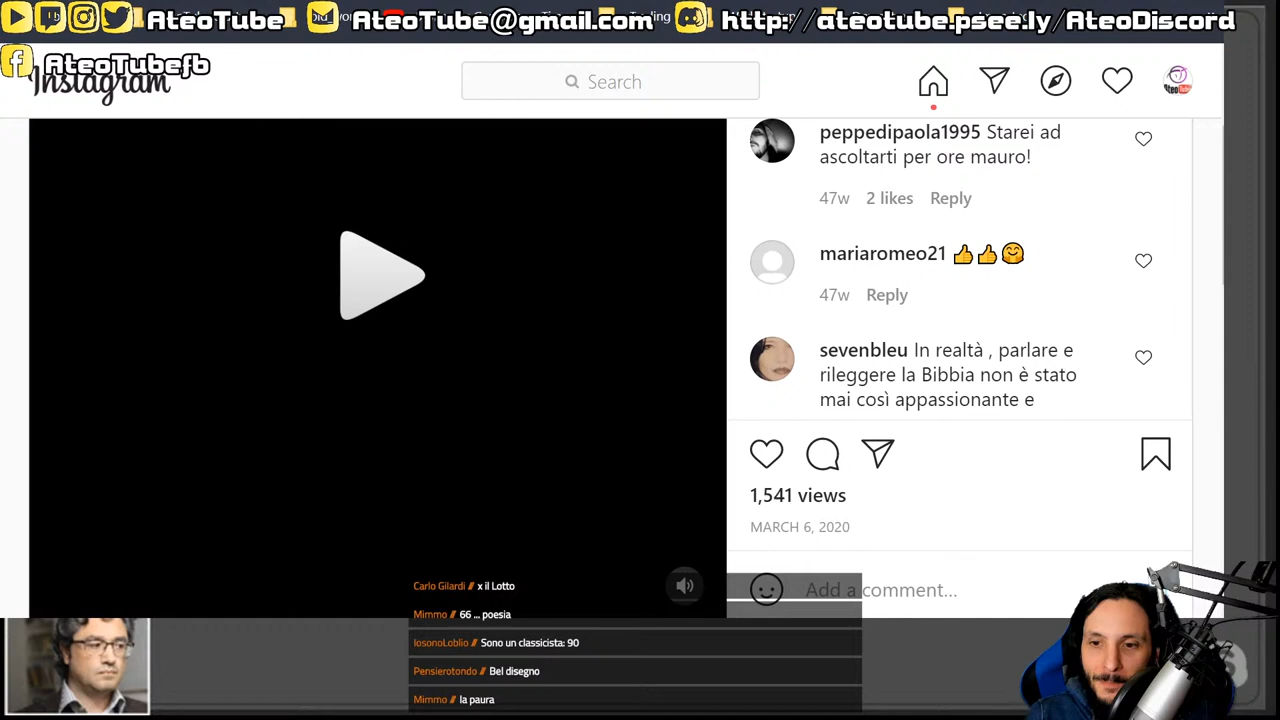 AteoTube
AteoTube@gmail.com
http://ateotube.psee.ly/AteoDiscord
AteoTubefb
Instagram
Search
peppedipaola1995 Starei ad
ascoltarti per ore mauro!
47w 2 likes Reply
mariaromeo21 👍👍🤗
47w Reply
sevenbleu In realtà , parlare e
rileggere la Bibbia non è stato
mai così appassionante e
1,541 views
MARCH 6, 2020
Add a comment...
Carlo Gilardi // x il Lotto
Mimmo // 66 ... poesia
IosonoLoblio // Sono un classicista: 90
Pensierotondo // Bel disegno
Mimmo // la paura